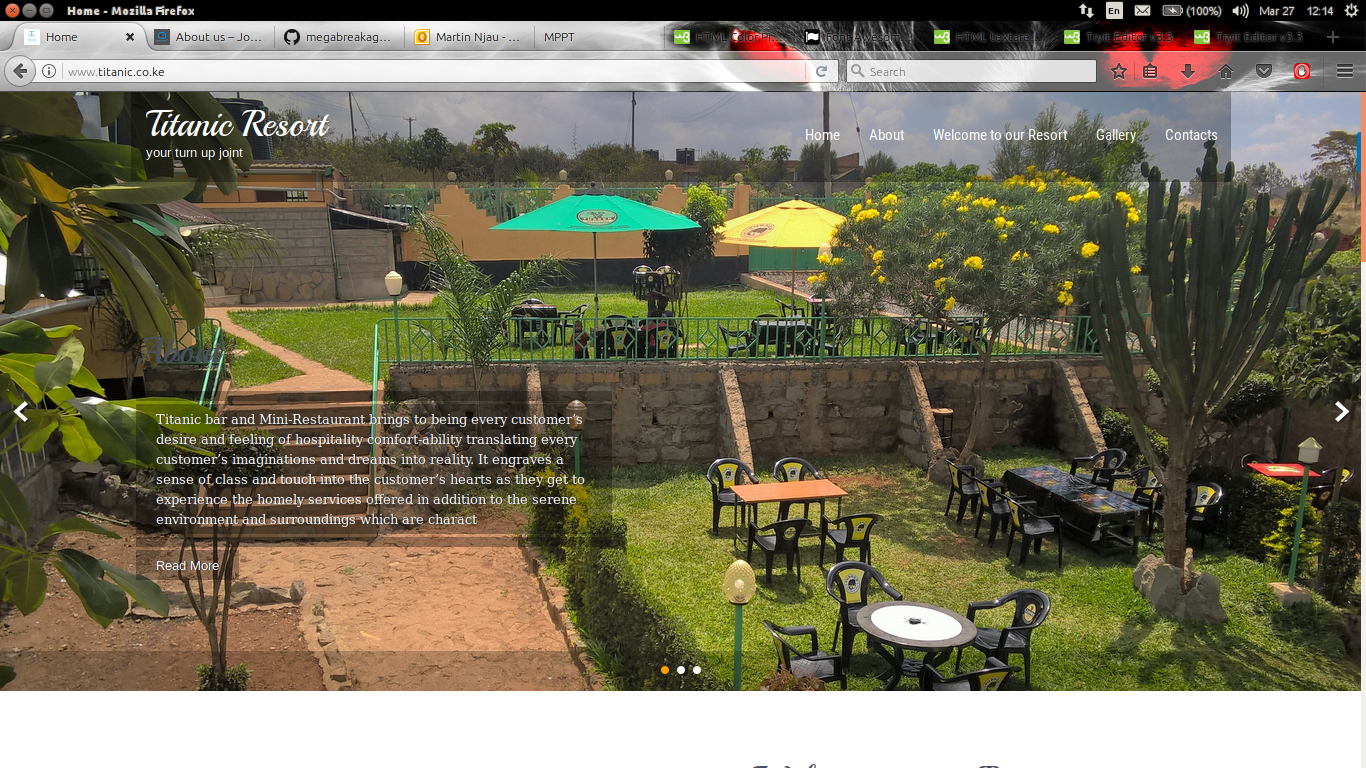 Home - Mozilla Firefox
En
(100%)
Mar 27
12:14
Home
About us – Jo...
megabreakag...
Martin Njau - ...
MPPT
HTML Color Pi...
Font Awesom...
HTML textare...
Tryit Editor v3.3
Tryit Editor v3.3
www.titanic.co.ke
Search
Titanic Resort
your turn up joint
Home
About
Welcome to our Resort
Gallery
Contacts
About
Titanic bar and Mini-Restaurant brings to being every customer’s
desire and feeling of hospitality comfort-ability translating every
customer’s imaginations and dreams into reality. It engraves a
sense of class and touch into the customer’s hearts as they get to
experience the homely services offered in addition to the serene
environment and surroundings which are charact
Read More